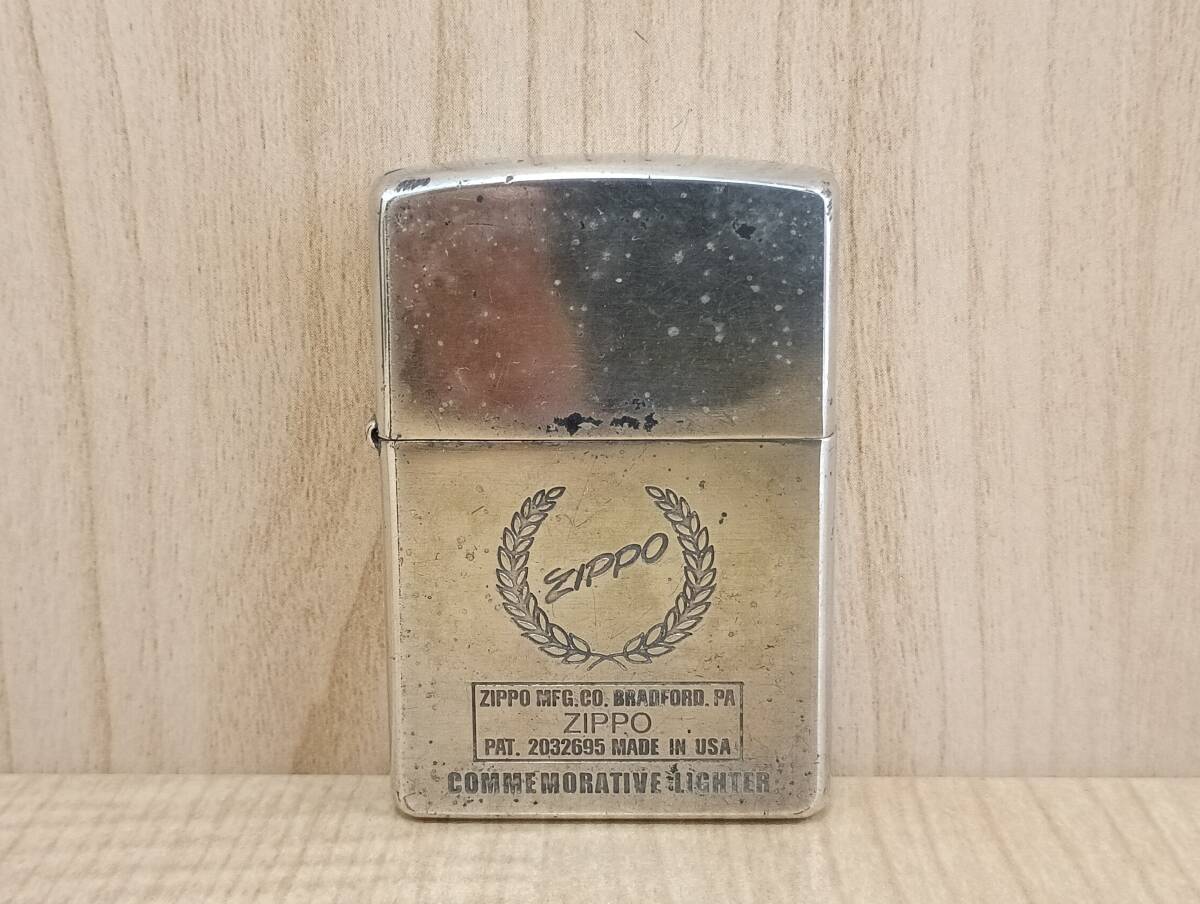 ZIPPO
ZIPPO MFG.CO. BRADFORD. PA
ZIPPO
PAT. 2032695 MADE IN USA
COMMEMORATIVE LIGHTER